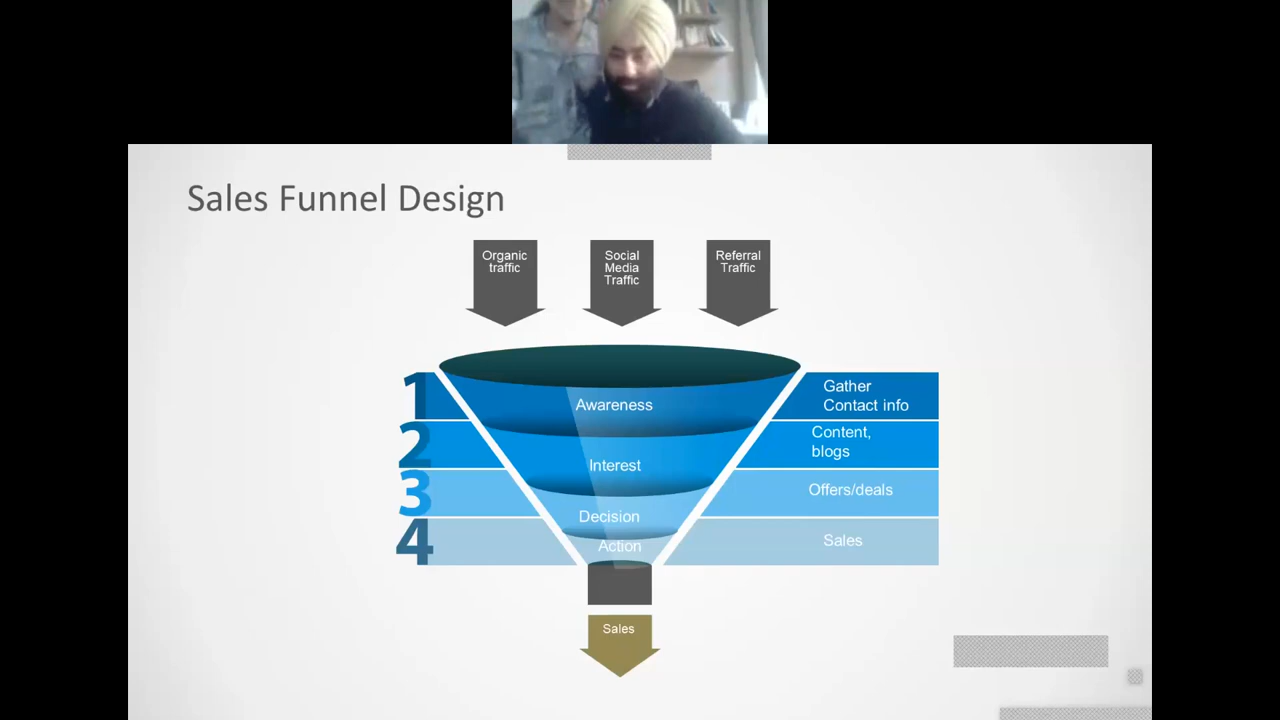 Sales Funnel Design
Organic
traffic
Social
Media
Traffic
Referral
Traffic
1
Awareness
Gather
Contact info
2
Interest
Content,
blogs
3
Decision
Offers/deals
4
Action
Sales
Sales